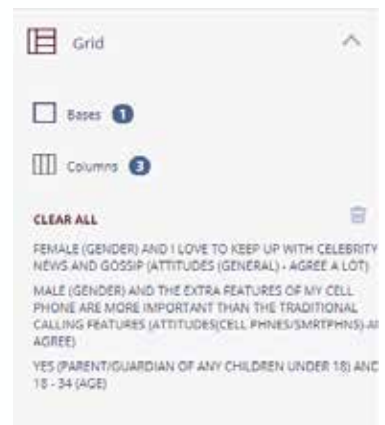 Grid
Bases 1
Columns 3
CLEAR ALL
FEMALE (GENDER) AND I LOVE TO KEEP UP WITH CELEBRITY
NEWS AND GOSSIP (ATTITUDES (GENERAL) - AGREE A LOT)
MALE (GENDER) AND THE EXTRA FEATURES OF MY CELL
PHONE ARE MORE IMPORTANT THAN THE TRADITIONAL
CALLING FEATURES (ATTITUDES(CELL PHNES/SMRTPHNS)-A
AGREE)
YES (PARENT/GUARDIAN OF ANY CHILDREN UNDER 18) AND
18 - 34 (AGE)